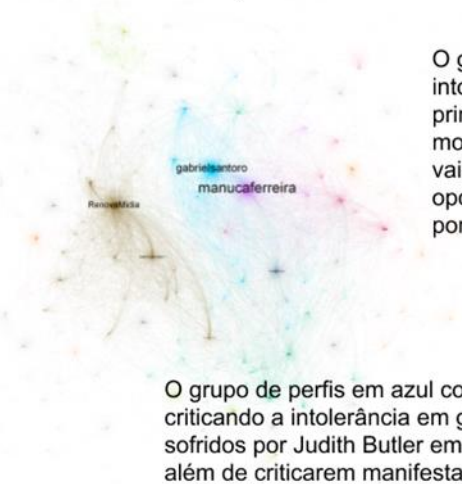 O g
into
prin
mo
vai
opo
por
gabrielsantoro
manucaferreira
RenovaMidia
O grupo de perfis em azul co
criticando a intolerância em g
sofridos por Judith Butler em
além de criticarem manifesta